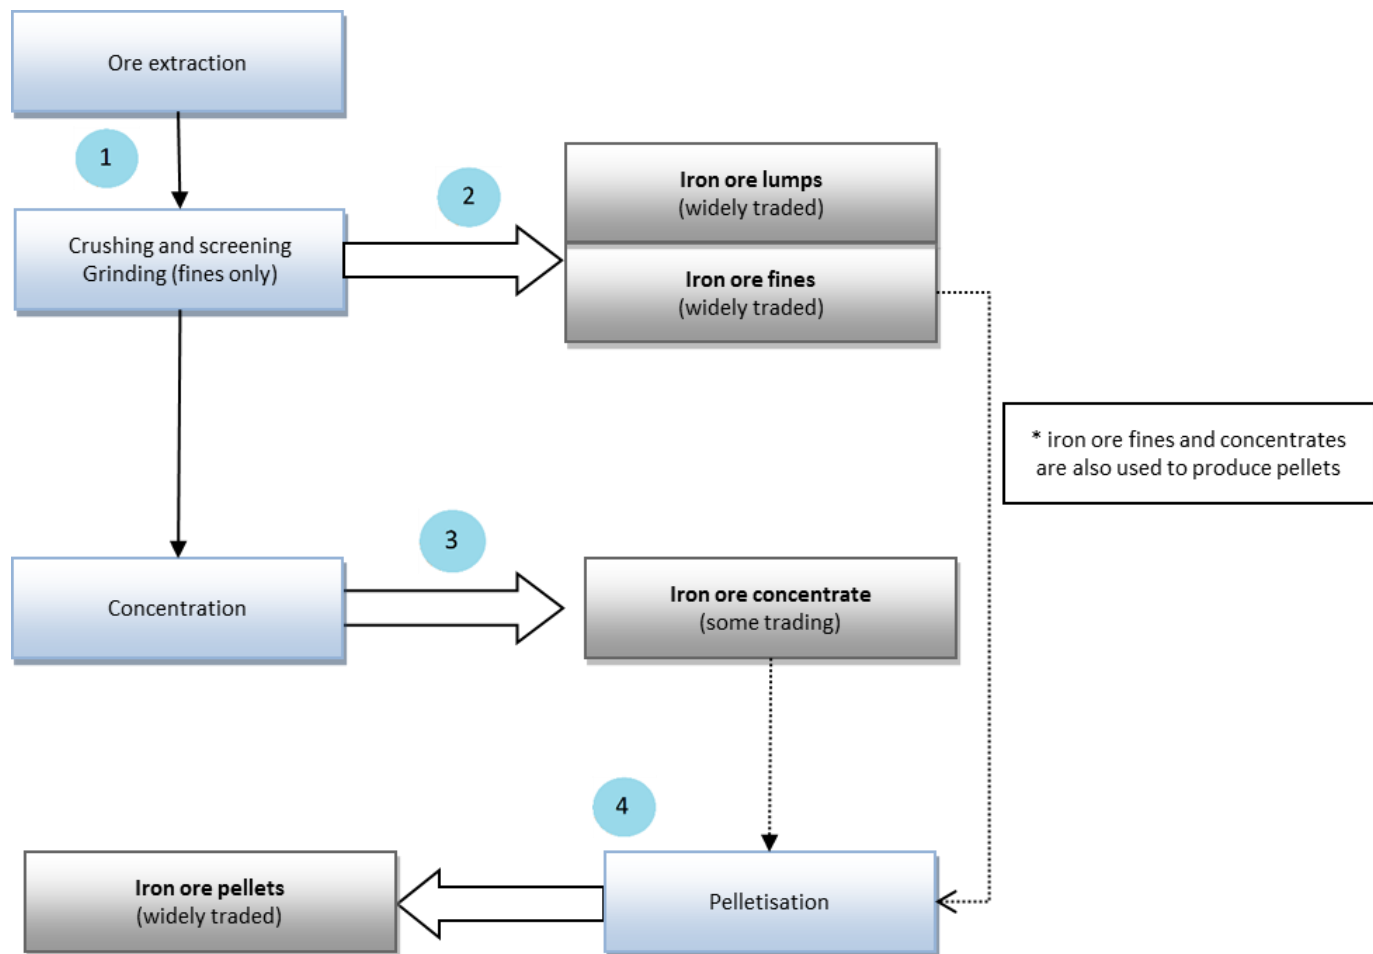 Ore extraction
1
2
Iron ore lumps
(widely traded)
Crushing and screening
Grinding (fines only)
Iron ore fines
(widely traded)
* iron ore fines and concentrates
are also used to produce pellets
3
Concentration
Iron ore concentrate
(some trading)
4
Iron ore pellets
(widely traded)
Pelletisation